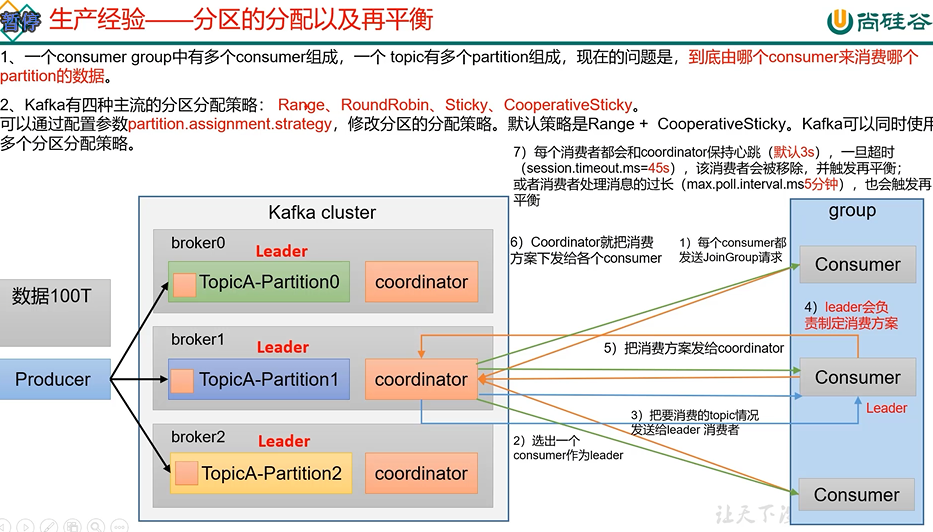 暂停
生产经验——分区的分配以及再平衡
尚硅谷
1、一个consumer group中有多个consumer组成，一个 topic有多个partition组成，现在的问题是，到底由哪个consumer来消费哪个
partition的数据。
2、Kafka有四种主流的分区分配策略： Range、RoundRobin、Sticky、CooperativeSticky。
可以通过配置参数partition.assignment.strategy，修改分区的分配策略。默认策略是Range + CooperativeSticky。Kafka可以同时使用
多个分区分配策略。
7）每个消费者都会和coordinator保持心跳（默认3s），一旦超时
（session.timeout.ms=45s），该消费者会被移除，并触发再平衡；
或者消费者处理消息的过长（max.poll.interval.ms5分钟），也会触发再
平衡
Kafka cluster
group
broker0
Leader
TopicA-Partition0
coordinator
6）Coordinator就把消费
方案下发给各个consumer
1）每个consumer都
发送JoinGroup请求
Consumer
数据100T
4）leader会负
责制定消费方案
broker1
Leader
5）把消费方案发给coordinator
Producer
TopicA-Partition1
coordinator
Consumer
Leader
3）把要消费的topic情况
发送给leader 消费者
broker2
Leader
2）选出一个
consumer作为leader
TopicA-Partition2
coordinator
Consumer
让天下